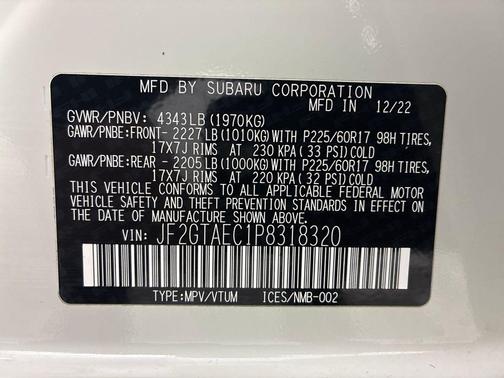 MFD BY SUBARU CORPORATION
MFD IN 12/22
GVWR/PNBV: 4343LB (1970KG)
GAWR/PNBE:FRONT- 2227 LB (1010KG) WITH P225/60R17 98H TIRES,
17X7J RIMS AT 230 KPA ( 33 PSI) COLD
GAWR/PNBE:REAR - 2205 LB (1000KG) WITH P225/60R17 98H TIRES,
17X7J RIMS AT 220 KPA ( 32 PSI) COLD
THIS VEHICLE CONFORMS TO ALL APPLICABLE FEDERAL MOTOR
VEHICLE SAFETY STANDARDS IN EFFECT ON THE
DATE OF MANUFACTURE SHOWN ABOVE.
VIN: JF2GTAEC1P8318320
TYPE:MPV/VTUM ICES/NMB-002